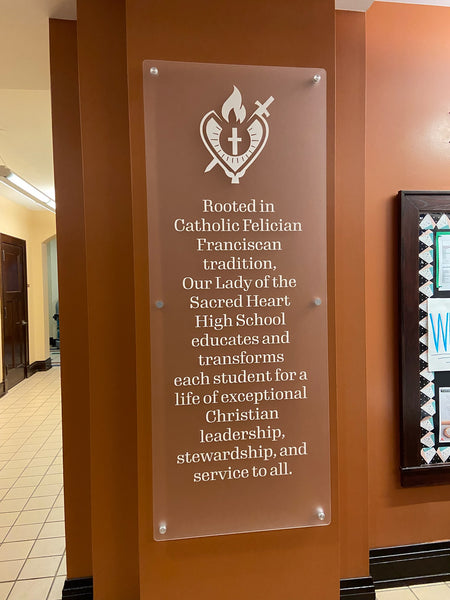 Rooted in
Catholic Felician
Franciscan
tradition,
Our Lady of the
Sacred Heart
High School
educates and
transforms
each student for a
life of exceptional
Christian
leadership,
stewardship, and
service to all.